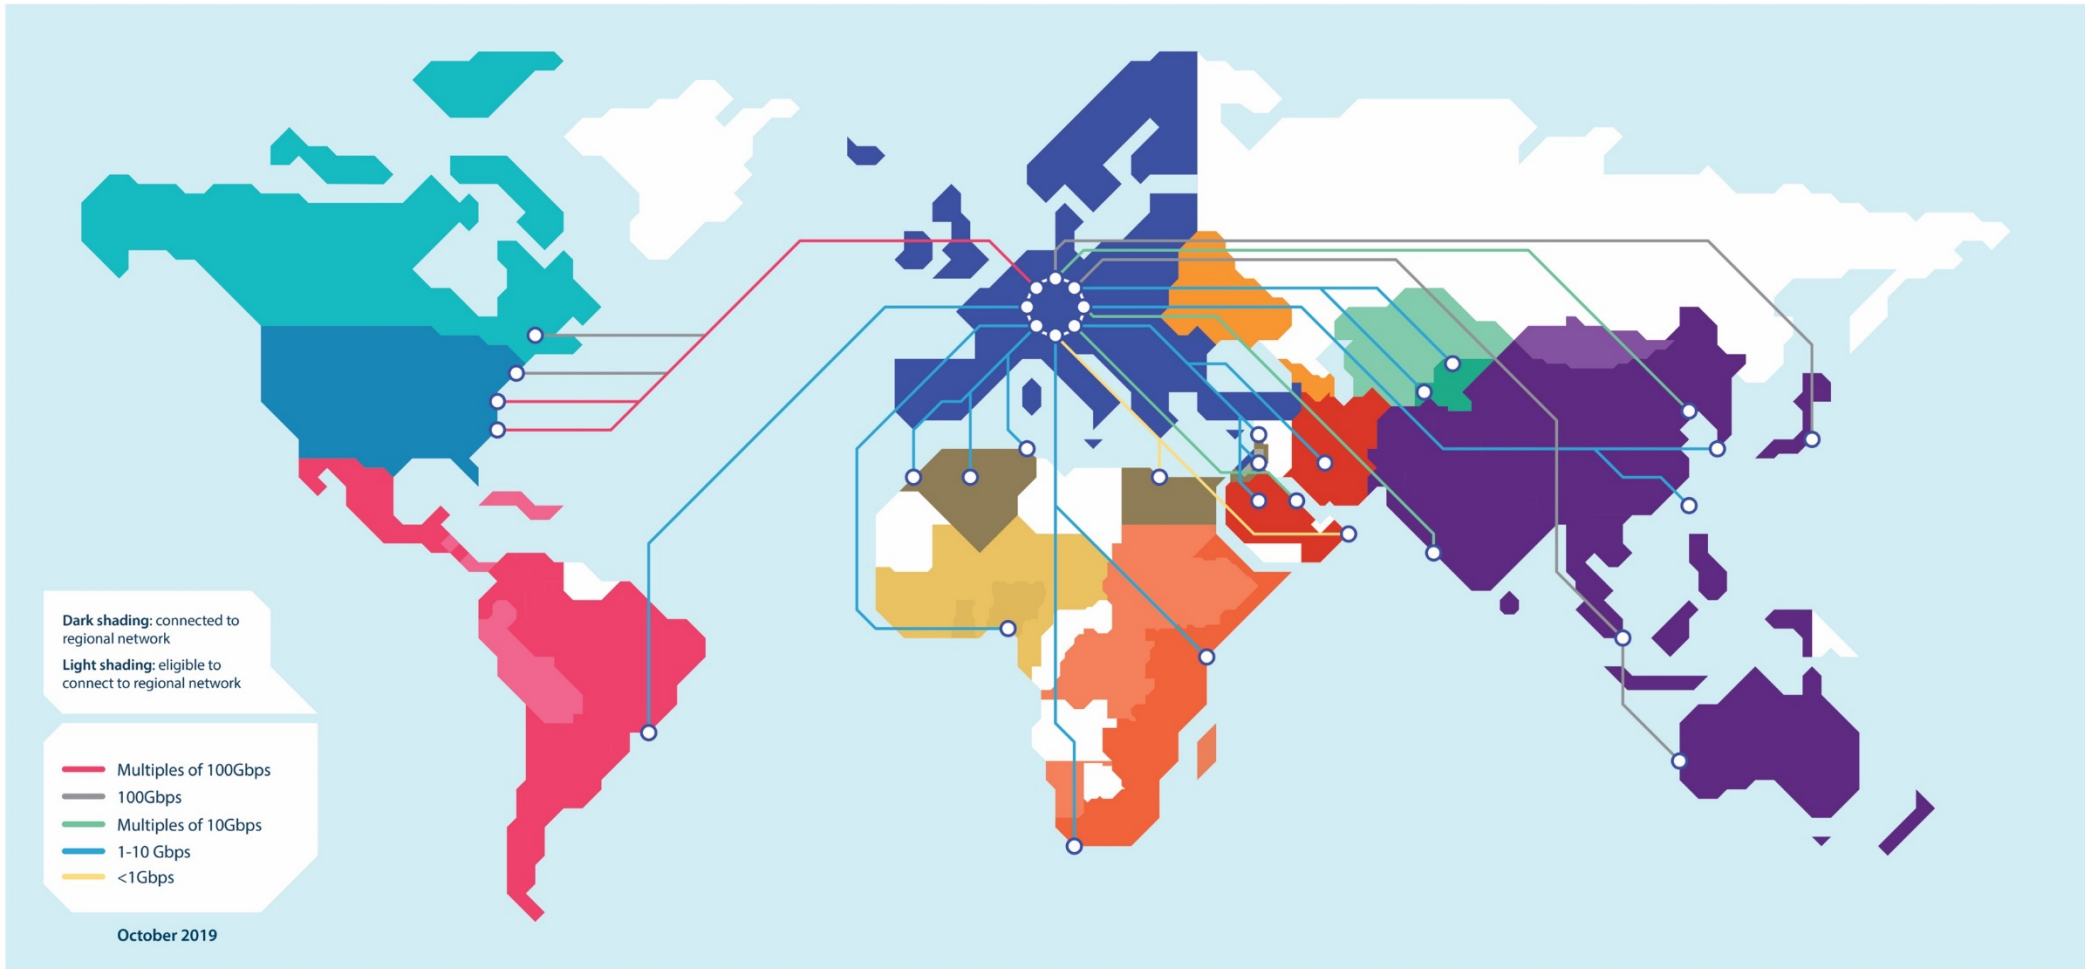 Dark shading: connected to
regional network
Light shading: eligible to
connect to regional network
Multiples of 100Gbps
100Gbps
Multiples of 10Gbps
1-10 Gbps
<1Gbps
October 2019